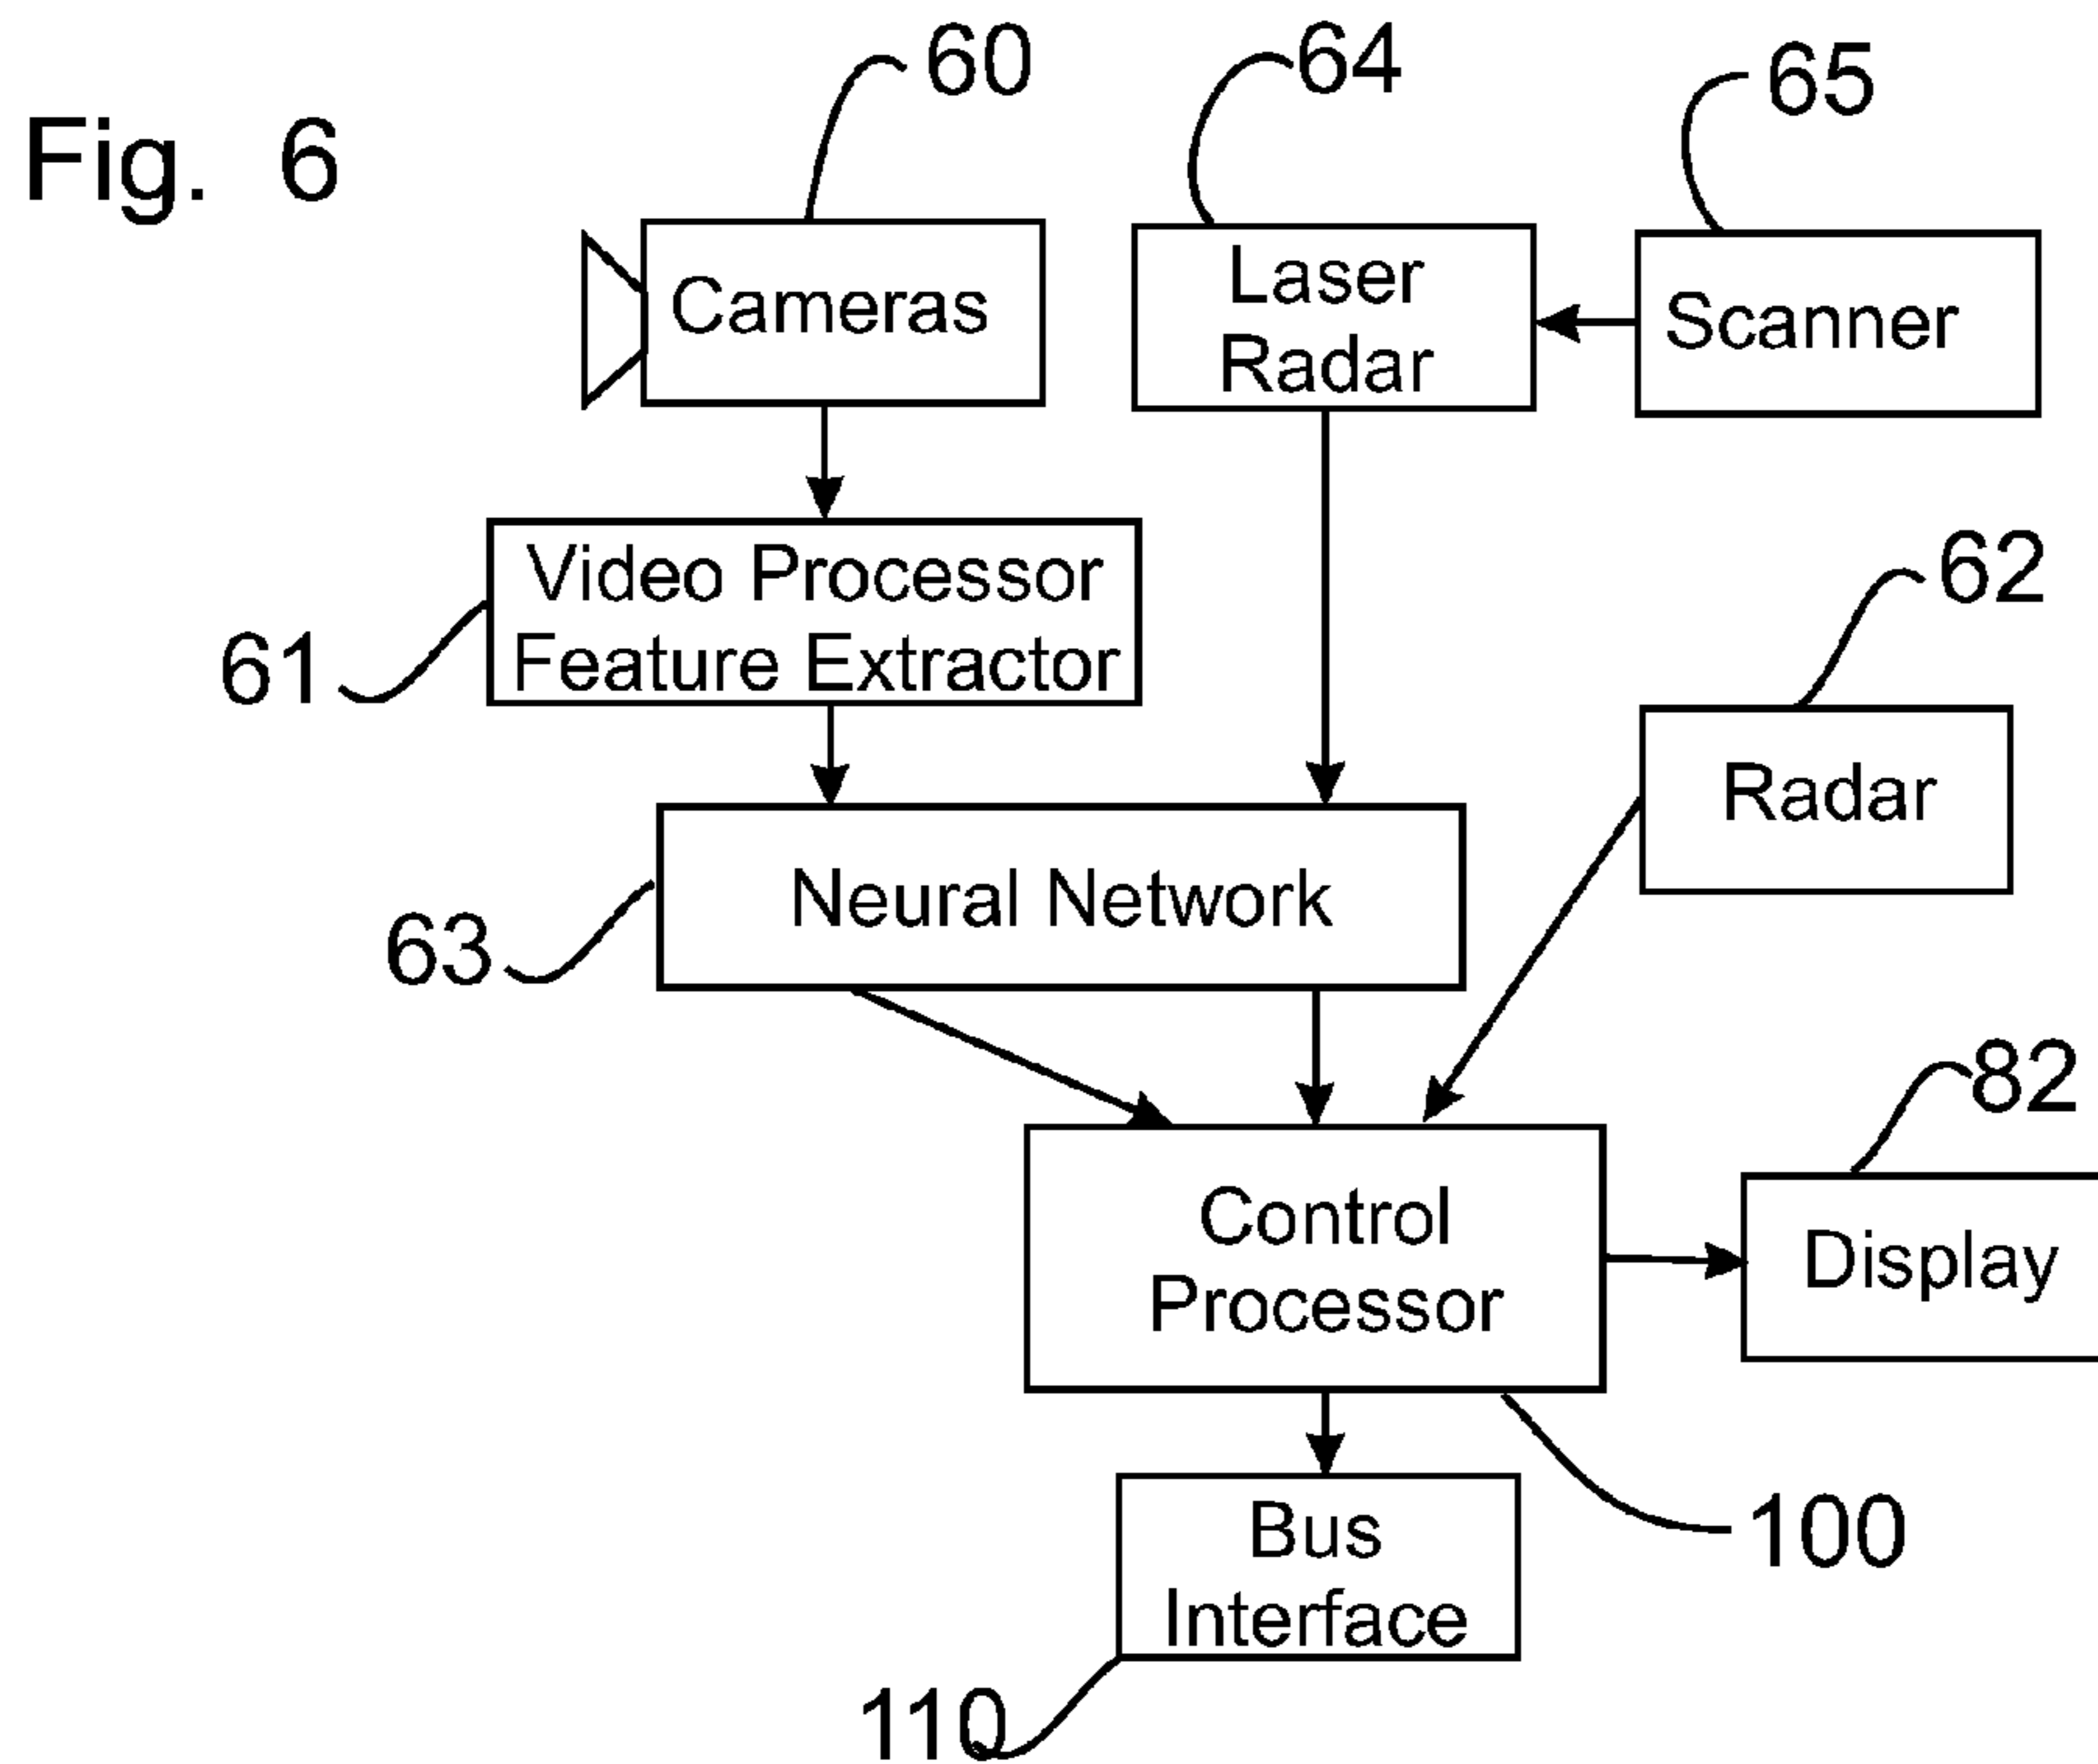 Fig. 6
60
64
65
Cameras
Laser
Radar
Scanner
Video Processor
Feature Extractor
61
62
Radar
Neural Network
63
82
Control
Processor
Display
100
Bus
Interface
110